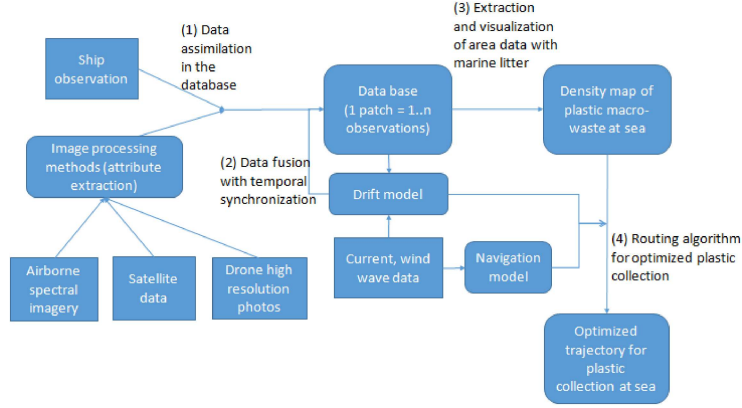 (1) Data
assimilation
in the
database
(3) Extraction
and visualization
of area data with
marine litter
Ship
observation
Data base
(1 patch = 1..n
observations)
Density map of
plastic macro-
waste at sea
Image processing
methods (attribute
extraction)
(2) Data fusion
with temporal
synchronization
Drift model
(4) Routing algorithm
for optimized plastic
collection
Current, wind
wave data
Navigation
model
Airborne
spectral
imagery
Satellite
data
Drone high
resolution
photos
Optimized
trajectory for
plastic
collection at sea